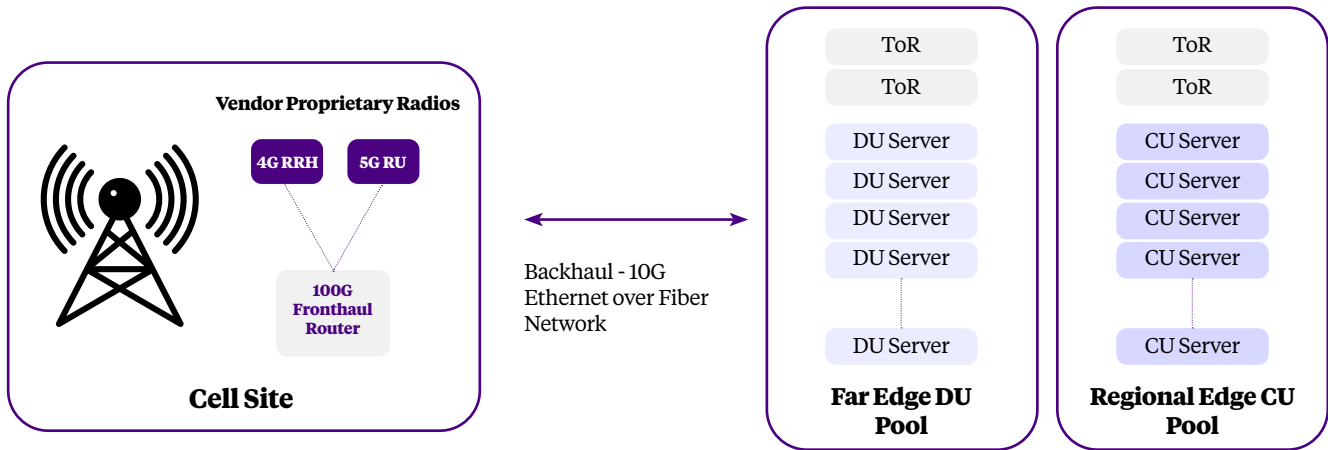 Vendor Proprietary Radios
4G RRH
5G RU
100G
Fronthaul
Router
Cell Site
Backhaul - 10G
Ethernet over Fiber
Network
ToR
ToR
DU Server
DU Server
DU Server
DU Server
DU Server
Far Edge DU
Pool
ToR
ToR
CU Server
CU Server
CU Server
CU Server
CU Server
Regional Edge CU
Pool